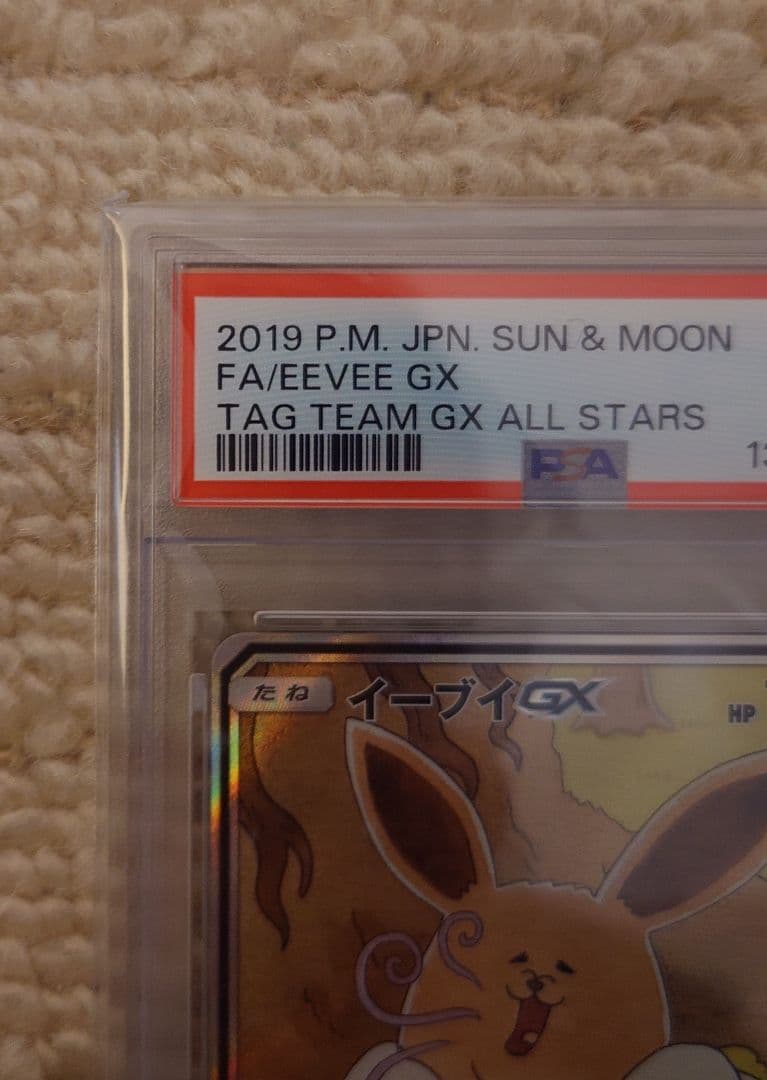 2019 P.M. JPN. SUN & MOON
FA/EEVEE GX
TAG TEAM GX ALL STARS
PSA
たね イーブイGX HP